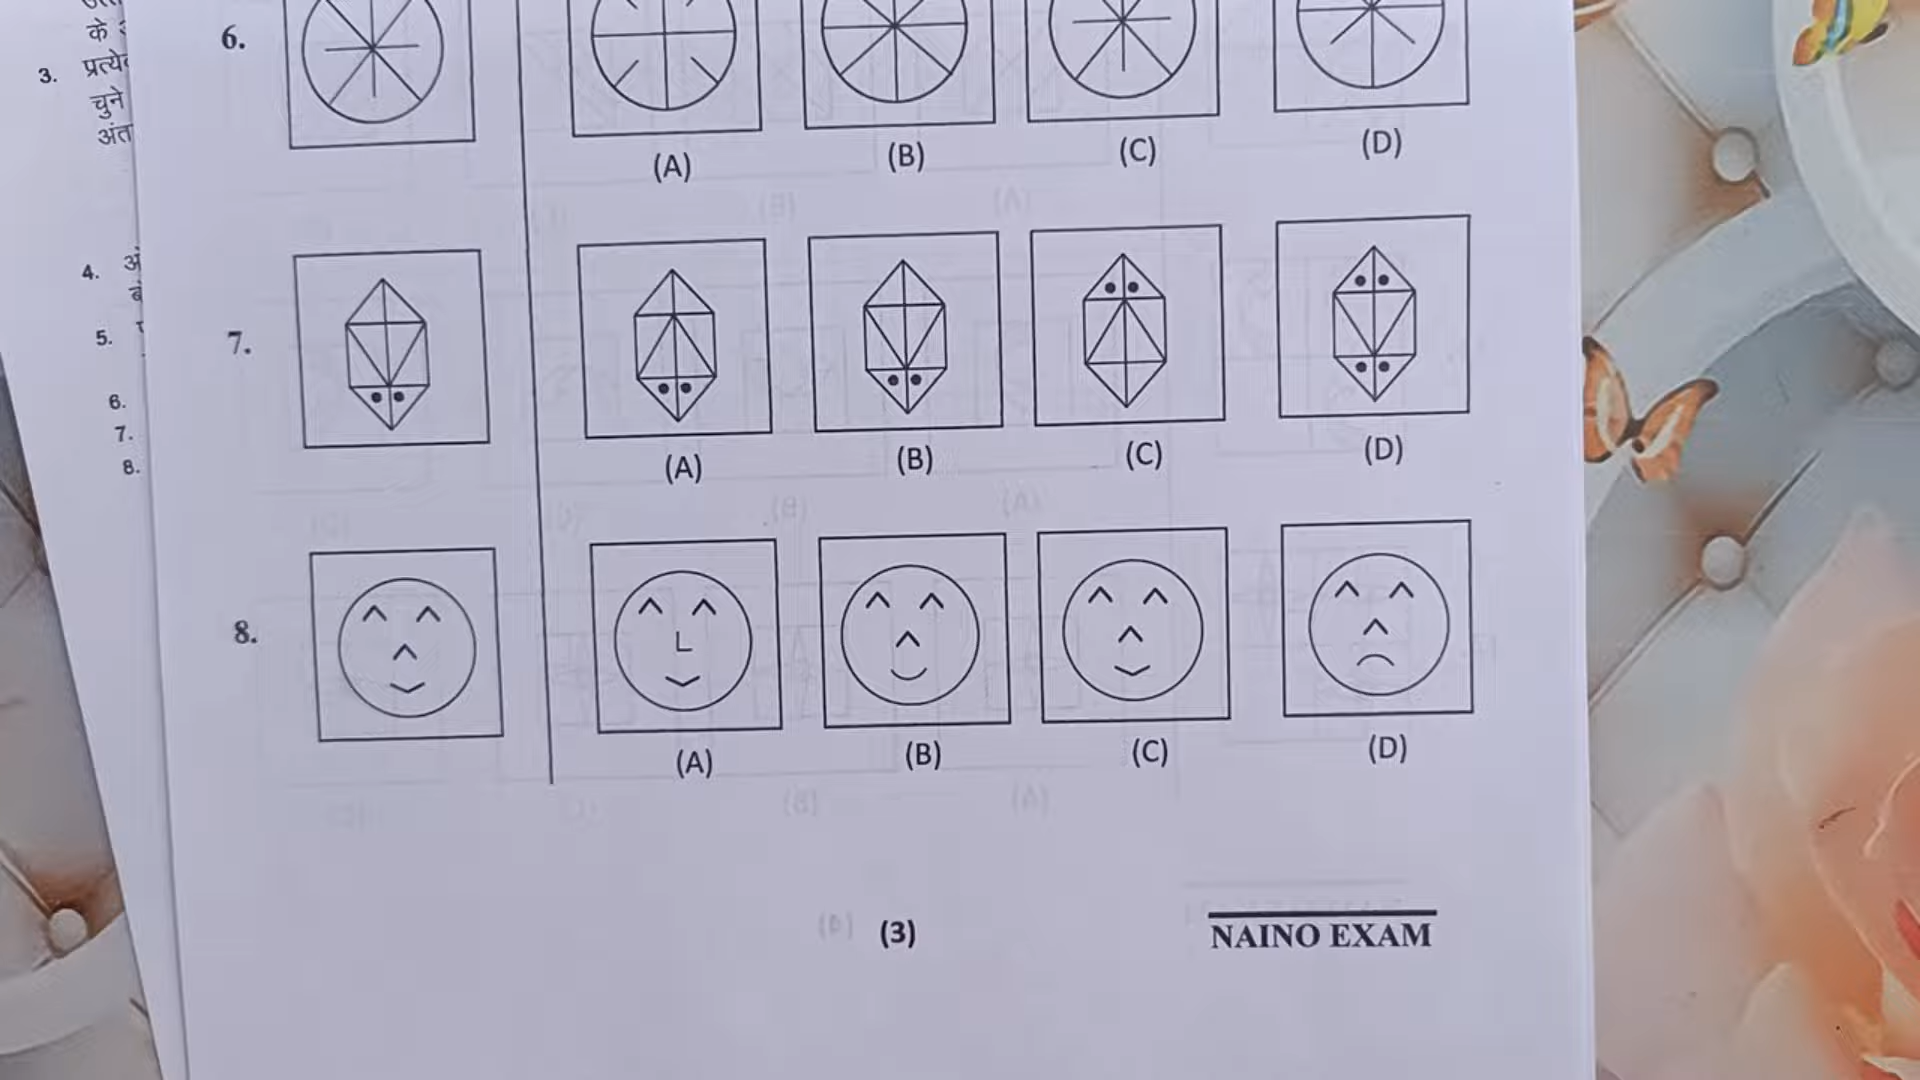 के
3. प्रत्ये
चुने
अंत
4.
5.
6.
7.
8.
6.
(A) (B) (C) (D)
7.
(A) (B) (C) (D)
8.
(A) (B) (C) (D)
(3)
NAINO EXAM